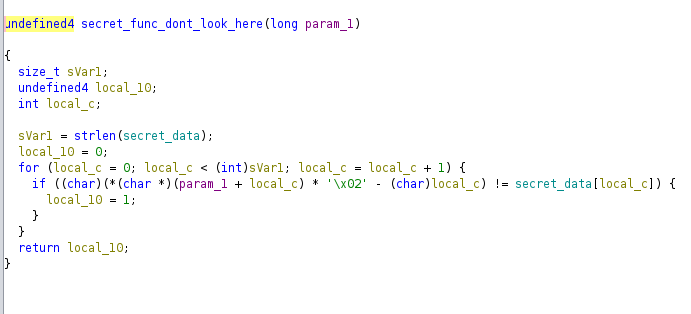 undefined4 secret_func_dont_look_here(long param_1)
{
size_t sVar1;
undefined4 local_10;
int local_c;
sVar1 = strlen(secret_data);
local_10 = 0;
for (local_c = 0; local_c < (int)sVar1; local_c = local_c + 1) {
if ((char)(*(char *)(param_1 + local_c) * '\x02' - (char)local_c) != secret_data[local_c]) {
local_10 = 1;
}
}
return local_10;
}